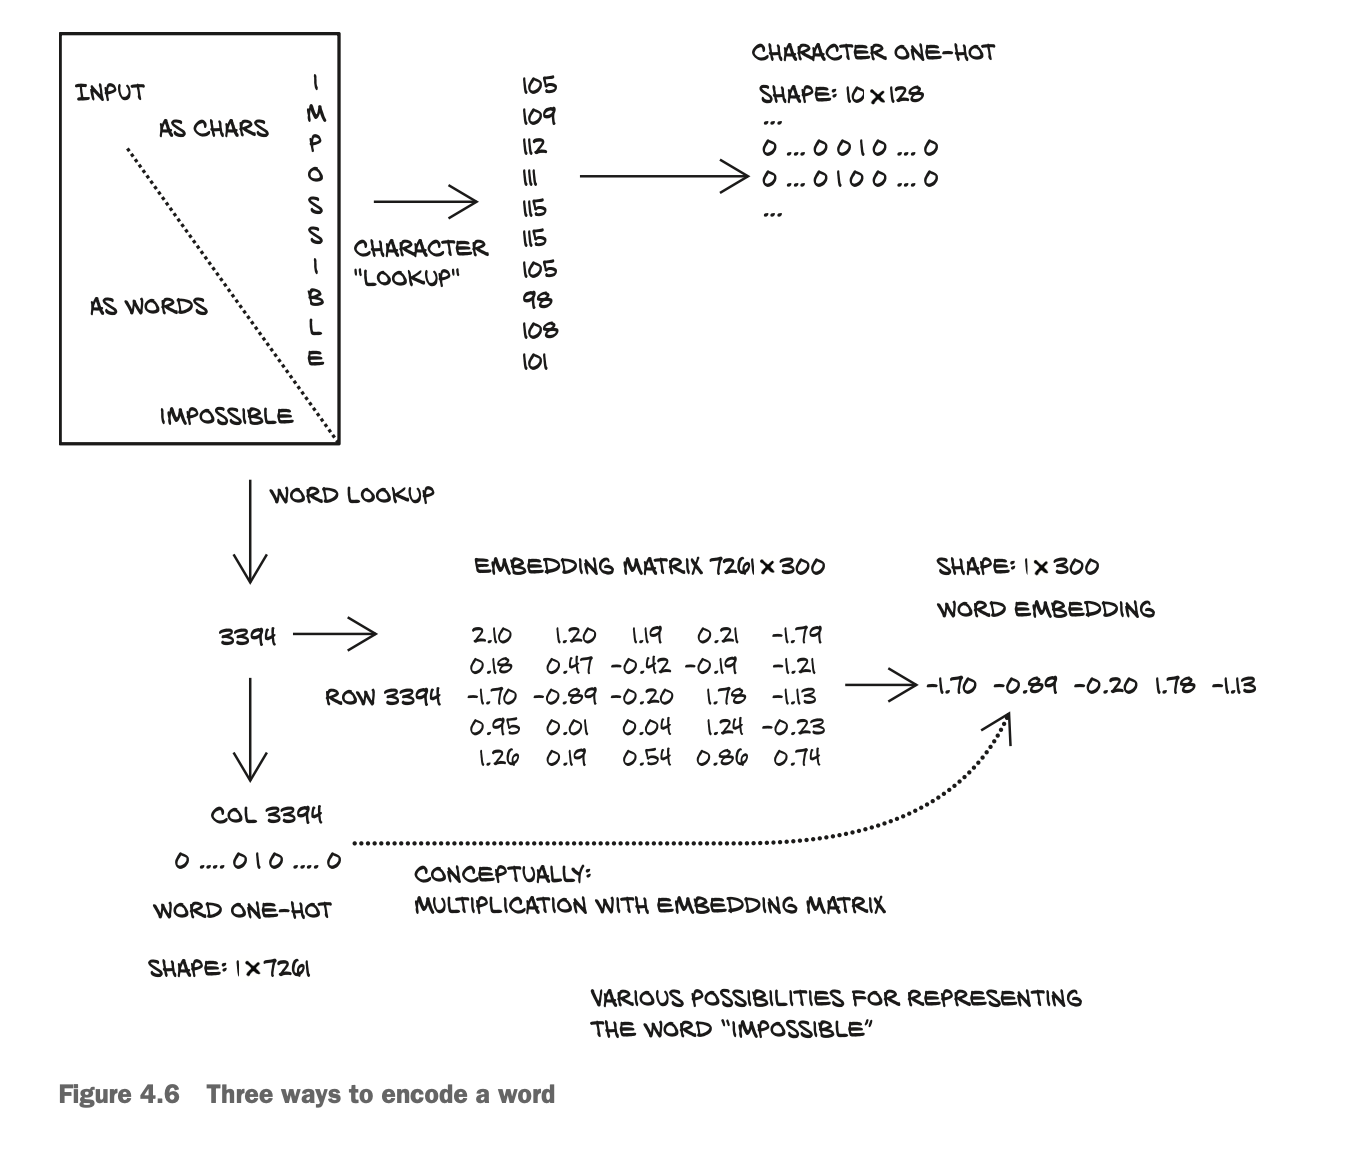 INPUT
AS CHARS
AS WORDS
IMPOSSIBLE
I
M
P
O
S
S
I
B
L
E
CHARACTER
"LOOKUP"
105
109
112
111
115
115
105
98
108
101
CHARACTER ONE-HOT
SHAPE: 10 x 128
...
0 ... 0 0 1 0 ... 0
0 ... 0 1 0 0 ... 0
...
WORD LOOKUP
3394
EMBEDDING MATRIX 7261 x 300
2.10 1.20 1.19 0.21 -1.79
0.18 0.47 -0.42 -0.19 -1.21
ROW 3394 -1.70 -0.89 -0.20 1.78 -1.13
0.95 0.01 0.04 1.24 -0.23
1.26 0.19 0.54 0.86 0.74
SHAPE: 1 x 300
WORD EMBEDDING
-1.70 -0.89 -0.20 1.78 -1.13
COL 3394
0 .... 0 1 0 .... 0
WORD ONE-HOT
SHAPE: 1 x 7261
CONCEPTUALLY:
MULTIPLICATION WITH EMBEDDING MATRIX
VARIOUS POSSIBILITIES FOR REPRESENTING
THE WORD "IMPOSSIBLE"
Figure 4.6 Three ways to encode a word